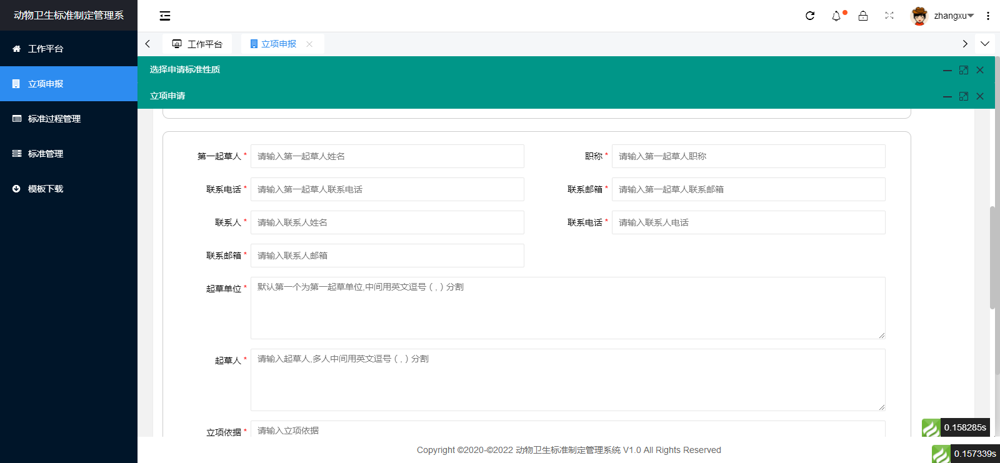 动物卫生标准制定管理系
zhangxu
工作平台
立项申报
标准过程管理
标准管理
模板下载
工作平台
立项申报
选择申请标准性质
立项申请
第一起草人 * 请输入第一起草人姓名 职称 * 请输入第一起草人职称
联系电话 * 请输入第一起草人联系电话 联系邮箱 * 请输入第一起草人联系邮箱
联系人 * 请输入联系人姓名 联系电话 * 请输入联系人电话
联系邮箱 * 请输入联系人邮箱
起草单位 * 默认第一个为第一起草单位,中间用英文逗号 ( , ) 分割
起草人 * 请输入起草人,多人中间用英文逗号 ( , ) 分割
立项依据 * 请输入立项依据
0.158285s
Copyright ©2020-©2022 动物卫生标准制定管理系统 V1.0 All Rights Reserved
0.157339s